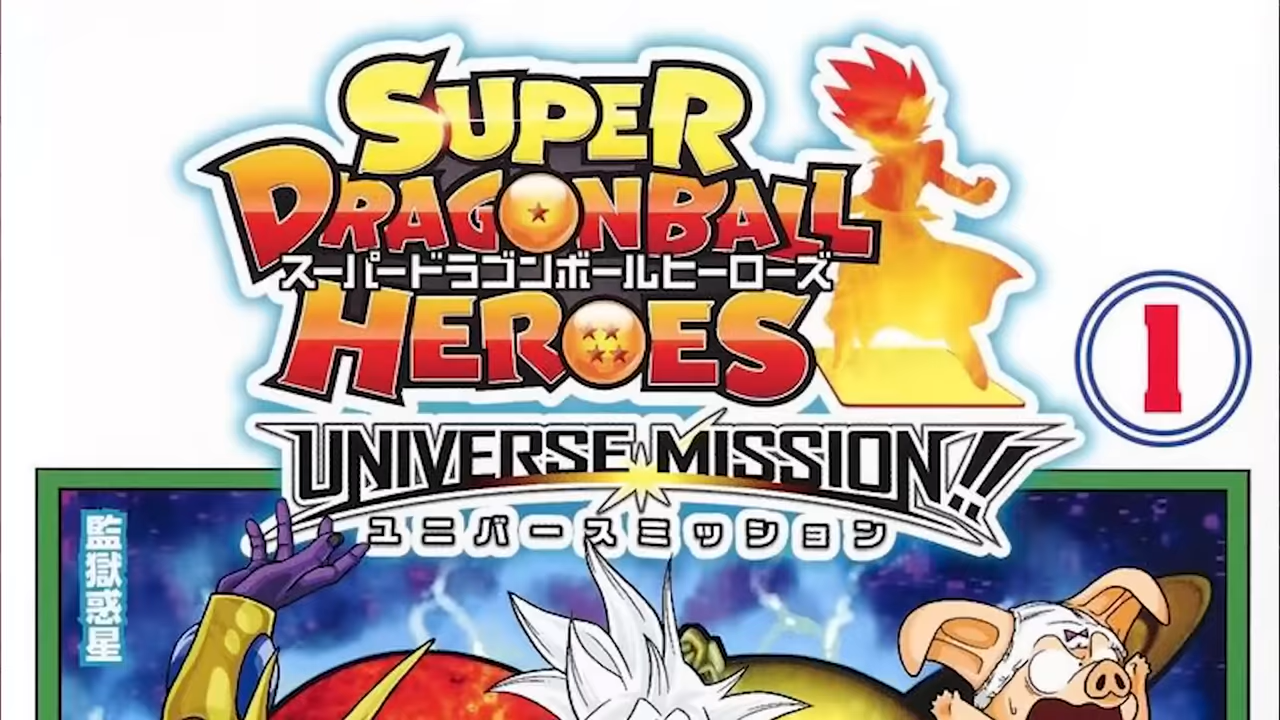 SUPER
DRAGONBALL
スーパードラゴンボールヒーローズ
HEROES
1
UNIVERSE MISSION!!
ユニバースミッション
監獄惑星